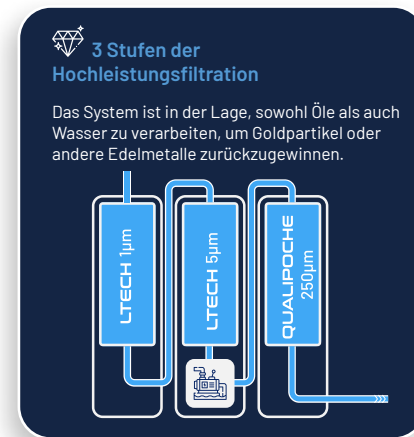 3 Stufen der
Hochleistungsfiltration
Das System ist in der Lage, sowohl Öle als auch
Wasser zu verarbeiten, um Goldpartikel oder
andere Edelmetalle zurückzugewinnen.
LTECH 1µm
LTECH 5µm
QUALIPOCHE
250µm